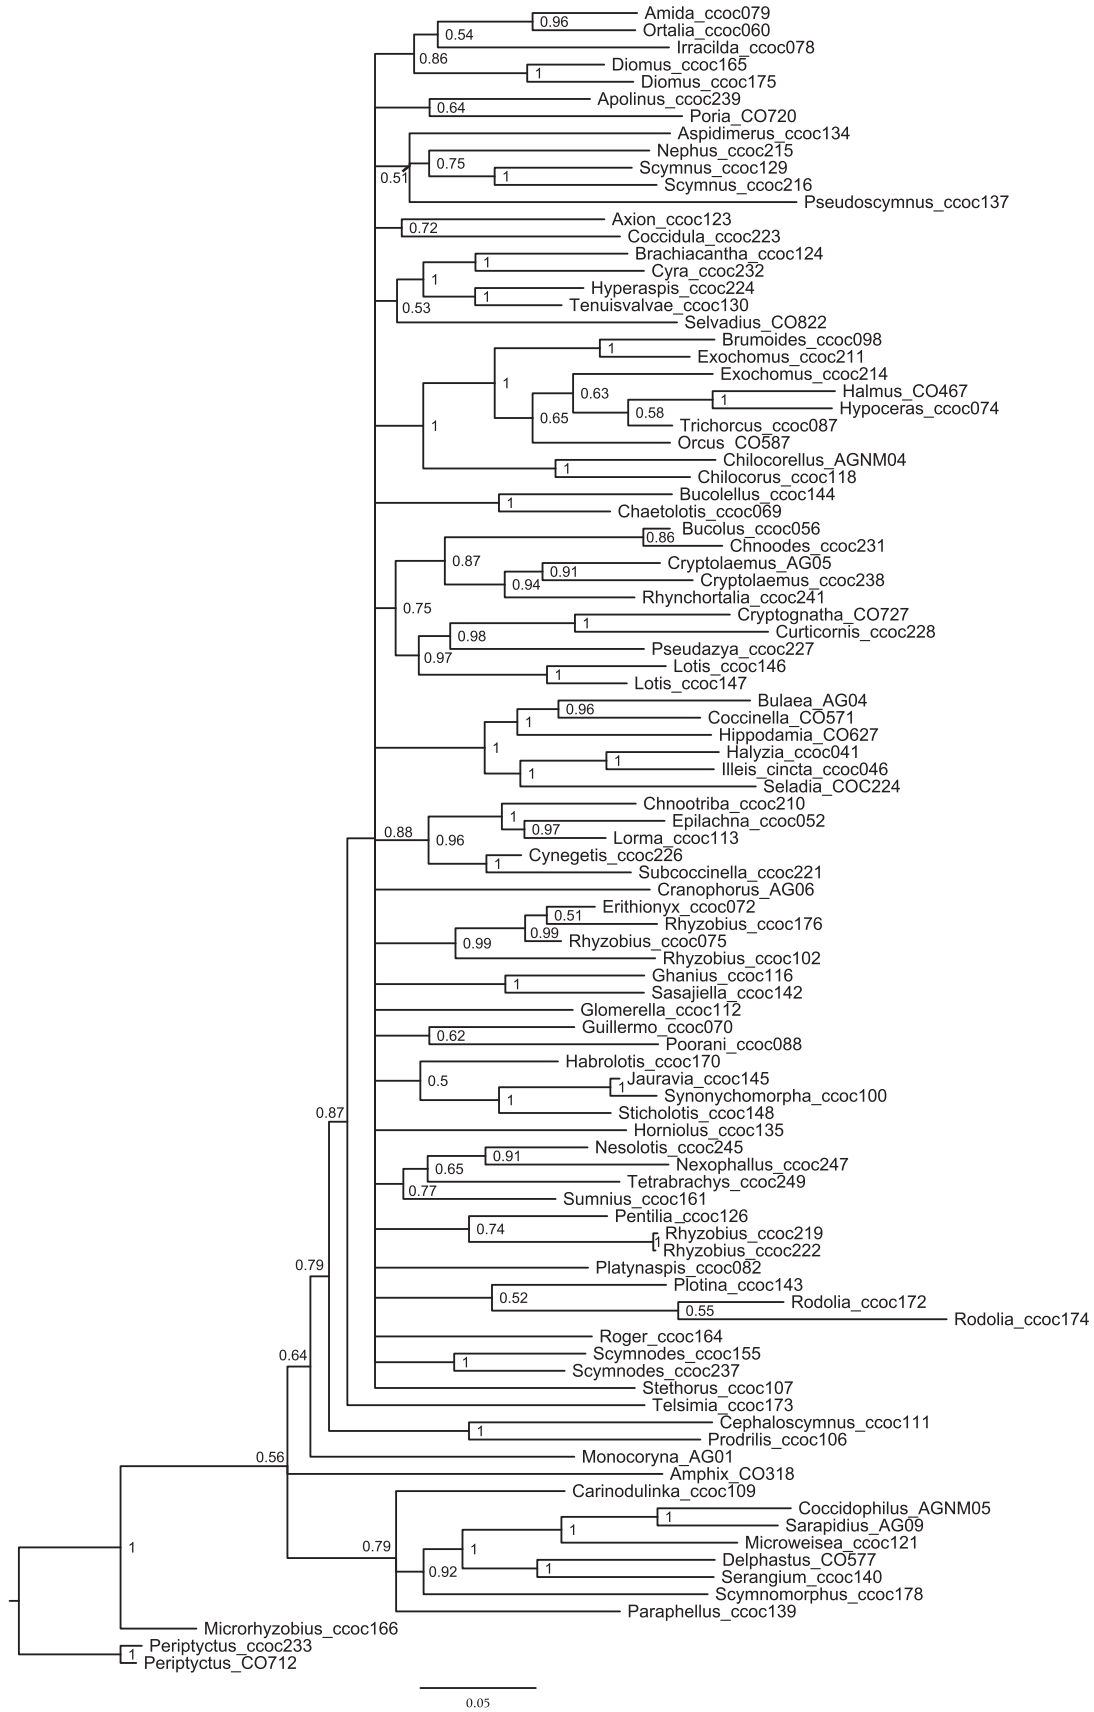 Amida_ccoc079
0.96
Ortalia_ccoc060
0.54
Irracilda_ccoc078
0.86
Diomus_ccoc165
1
Diomus_ccoc175
Apolinus_ccoc239
0.64
Poria_CO720
Aspidimerus_ccoc134
Nephus_ccoc215
0.75
Scymnus_ccoc129
1
0.51
Scymnus_ccoc216
Pseudoscymnus_ccoc137
Axion_ccoc123
0.72
Coccidula_ccoc223
Brachiacantha_ccoc124
1
Cyra_ccoc232
1
Hyperaspis_ccoc224
1
0.53
Tenuisvalvae_ccoc130
Selvadius_CO822
Brumoides_ccoc098
1
Exochomus_ccoc211
1
Exochomus_ccoc214
0.63
Halmus_CO467
1
Hypoceras_ccoc074
0.65
0.58
1
Trichorcus_ccoc087
Orcus_CO587
Chilocorellus_AGNM04
1
Chilocorus_ccoc118
Bucolellus_ccoc144
1
Chaetolotis_ccoc069
Bucolus_ccoc056
0.86
Chnoodes_ccoc231
0.87
Cryptolaemus_AG05
0.91
Cryptolaemus_ccoc238
0.94
Rhynchortalia_ccoc241
0.75
Cryptognatha_CO727
1
Curticornis_ccoc228
0.98
Pseudazya_ccoc227
0.97
Lotis_ccoc146
1
Lotis_ccoc147
Bulaea_AG04
0.96
Coccinella_CO571
1
Hippodamia_CO627
1
Halyzia_ccoc041
1
Illeis_cincta_ccoc046
1
Seladia_COC224
Chnootriba_ccoc210
1
Epilachna_ccoc052
0.97
0.88
0.96
Lorma_ccoc113
Cynegetis_ccoc226
1
Subcoccinella_ccoc221
Cranophorus_AG06
Erithionyx_ccoc072
0.51
Rhyzobius_ccoc176
0.99
0.99
Rhyzobius_ccoc075
Rhyzobius_ccoc102
Ghanius_ccoc116
1
Sasajiella_ccoc142
Glomerella_ccoc112
Guillermo_ccoc070
0.62
Poorani_ccoc088
Habrolotis_ccoc170
0.5
Jauravia_ccoc145
1
Synonychomorpha_ccoc100
1
Sticholotis_ccoc148
0.87
Horniolus_ccoc135
Nesolotis_ccoc245
0.91
Nexophallus_ccoc247
0.65
Tetrabrachys_ccoc249
0.77
Sumnius_ccoc161
Pentilia_ccoc126
0.74
Rhyzobius_ccoc219
1
Rhyzobius_ccoc222
0.79
Platynaspis_ccoc082
Plotina_ccoc143
0.52
Rodolia_ccoc172
0.55
Rodolia_ccoc174
Roger_ccoc164
0.64
Scymnodes_ccoc155
1
Scymnodes_ccoc237
Stethorus_ccoc107
Telsimia_ccoc173
Cephaloscymnus_ccoc111
1
Prodrilis_ccoc106
0.56
Monocoryna_AG01
Amphix_CO318
Carinodulinka_ccoc109
Coccidophilus_AGNM05
1
Sarapidius_AG09
1
Microweisea_ccoc121
0.79
1
1
Delphastus_CO577
1
0.92
Serangium_ccoc140
Scymnomorphus_ccoc178
Paraphellus_ccoc139
Microrhyzobius_ccoc166
Periptyctus_ccoc233
1
Periptyctus_CO712
0.05